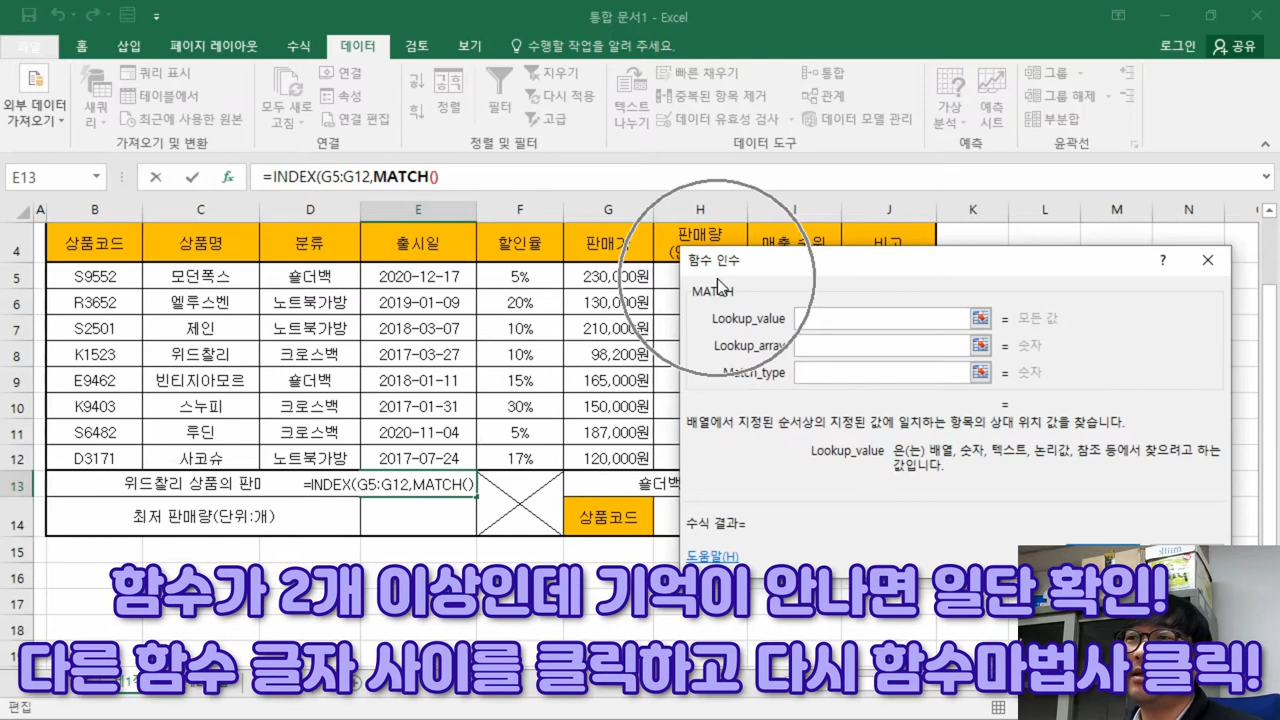 통합 문서1 - Excel
홈 삽입 페이지 레이아웃 수식 데이터 검토 보기 수행할 작업을 알려 주세요. 로그인 공유
외부 데이터 가져오기 새 쿼리 쿼리 표시 테이블에서 최근에 사용한 원본
가져오기 및 변환
모두 새로 고침 연결 속성 연결 편집
연결
정렬 필터 지우기 다시 적용 고급
정렬 및 필터
텍스트 나누기 빠른 채우기 중복된 항목 제거 데이터 유효성 검사 통합 관계 데이터 모델 관리
데이터 도구
가상 분석 예측 시트
예측
그룹 그룹 해제 부분합
윤곽선
E13 =INDEX(G5:G12,MATCH()
A B C D E F G H I J K L M N
4 상품코드 상품명 분류 출시일 할인율 판매가 판매량 비고
5 S9552 모던폭스 숄더백 2020-12-17 5% 230,000원
6 R3652 엘루스벤 노트북가방 2019-01-09 20% 130,000원
7 S2501 제인 노트북가방 2018-03-07 10% 210,000원
8 K1523 위드찰리 크로스백 2017-03-27 10% 98,200원
9 E9462 빈티지아모르 숄더백 2018-01-11 15% 165,000원
10 K9403 스누피 크로스백 2017-01-31 30% 150,000원
11 S6482 루딘 크로스백 2020-11-04 5% 187,000원
12 D3171 사코슈 노트북가방 2017-07-24 17% 120,000원
13 위드찰리 상품의 판 =INDEX(G5:G12,MATCH() 숄더백
14 최저 판매량(단위:개) 상품코드
15
16
17
18
함수 인수 ?
MATCH
Lookup_value = 모든 값
Lookup_array = 숫자
Match_type = 숫자
=
배열에서 지정된 순서상의 지정된 값에 일치하는 항목의 상대 위치 값을 찾습니다.
Lookup_value 은(는) 배열, 숫자, 텍스트, 논리값, 참조 등에서 찾으려고 하는
값입니다.
수식 결과=
도움말(H)
함수가 2개 이상인데 기억이 안나면 일단 확인!
다른 함수 글자 사이를 클릭하고 다시 함수마법사 클릭!
편집